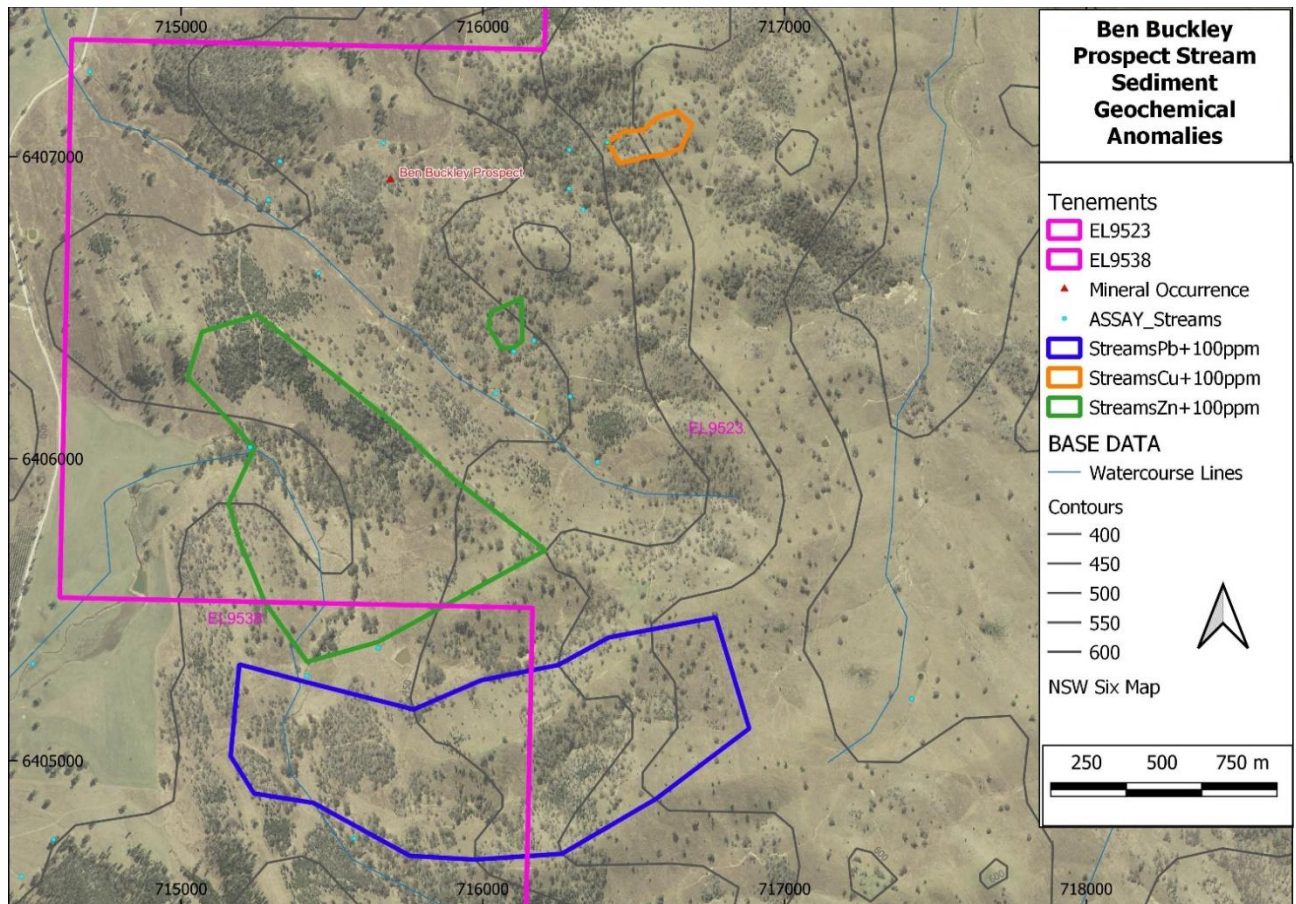 715000
716000
717000
6407000
Ben Buckley Prospect
EL9523
6406000
EL9538
6405000
715000
716000
717000
718000
Ben Buckley
Prospect Stream
Sediment
Geochemical
Anomalies
Tenements
EL9523
EL9538
Mineral Occurrence
ASSAY_Streams
StreamsPb+100ppm
StreamsCu+100ppm
StreamsZn+100ppm
BASE DATA
Watercourse Lines
Contours
400
450
500
550
600
NSW Six Map
250 500 750 m